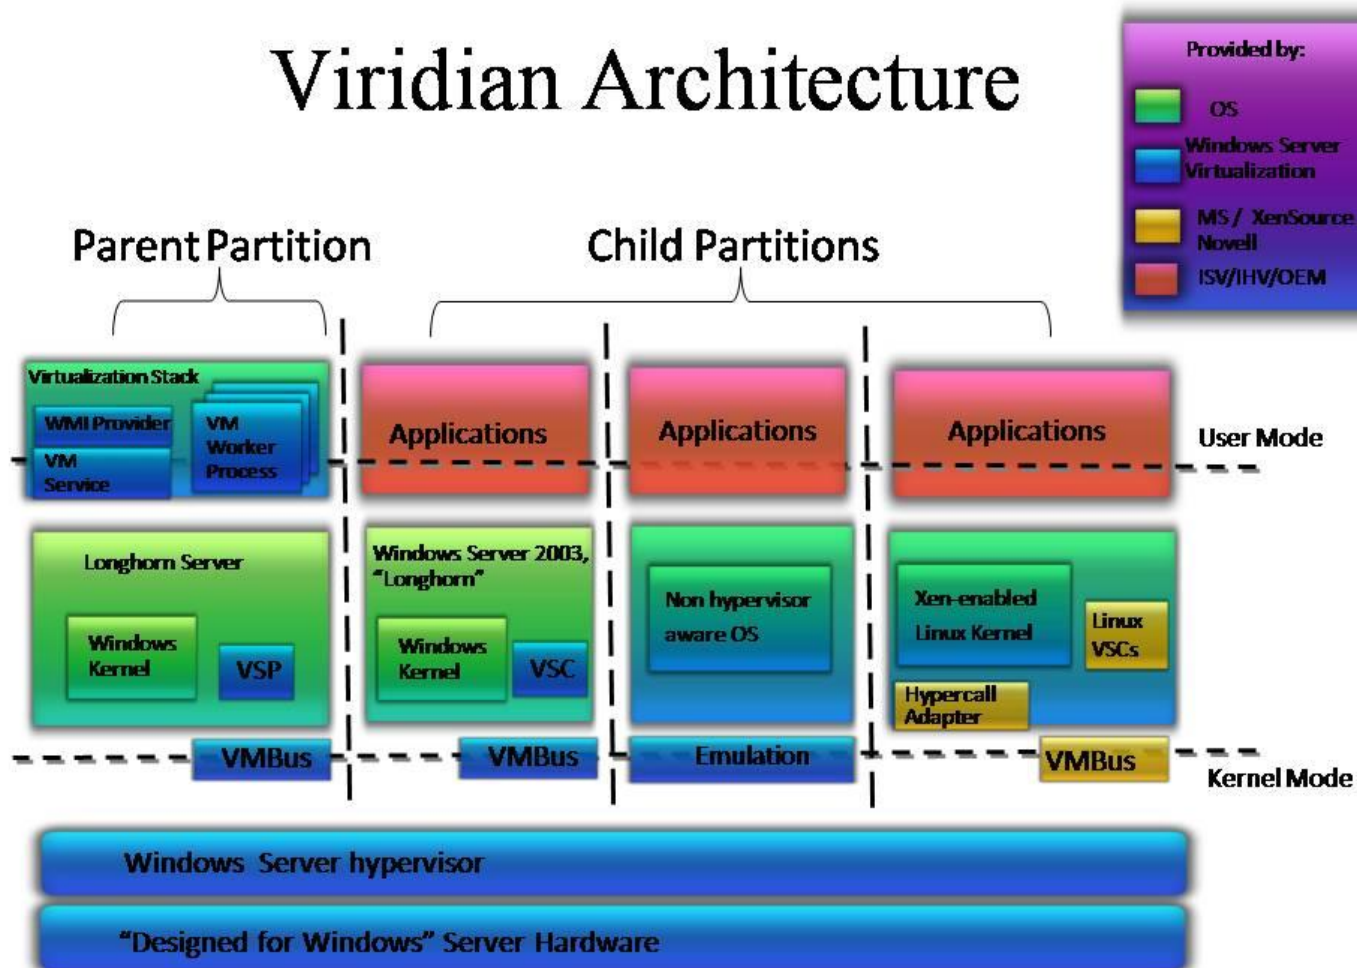 Viridian Architecture
Provided by:
OS
Windows Server
Virtualization
MS / XenSource
Novell
ISV/IHV/OEM
Parent Partition
Child Partitions
Virtualization Stack
WMI Provider
VM
Service
VM
Worker
Process
Applications
Applications
Applications
User Mode
Longhorn Server
Windows
Kernel
VSP
Windows Server 2003,
"Longhorn"
Windows
Kernel
VSC
Non hypervisor
aware OS
Xen-enabled
Linux Kernel
Linux
VSCs
Hypercall
Adapter
VMBus
VMBus
Emulation
VMBus
Kernel Mode
Windows Server hypervisor
“Designed for Windows” Server Hardware